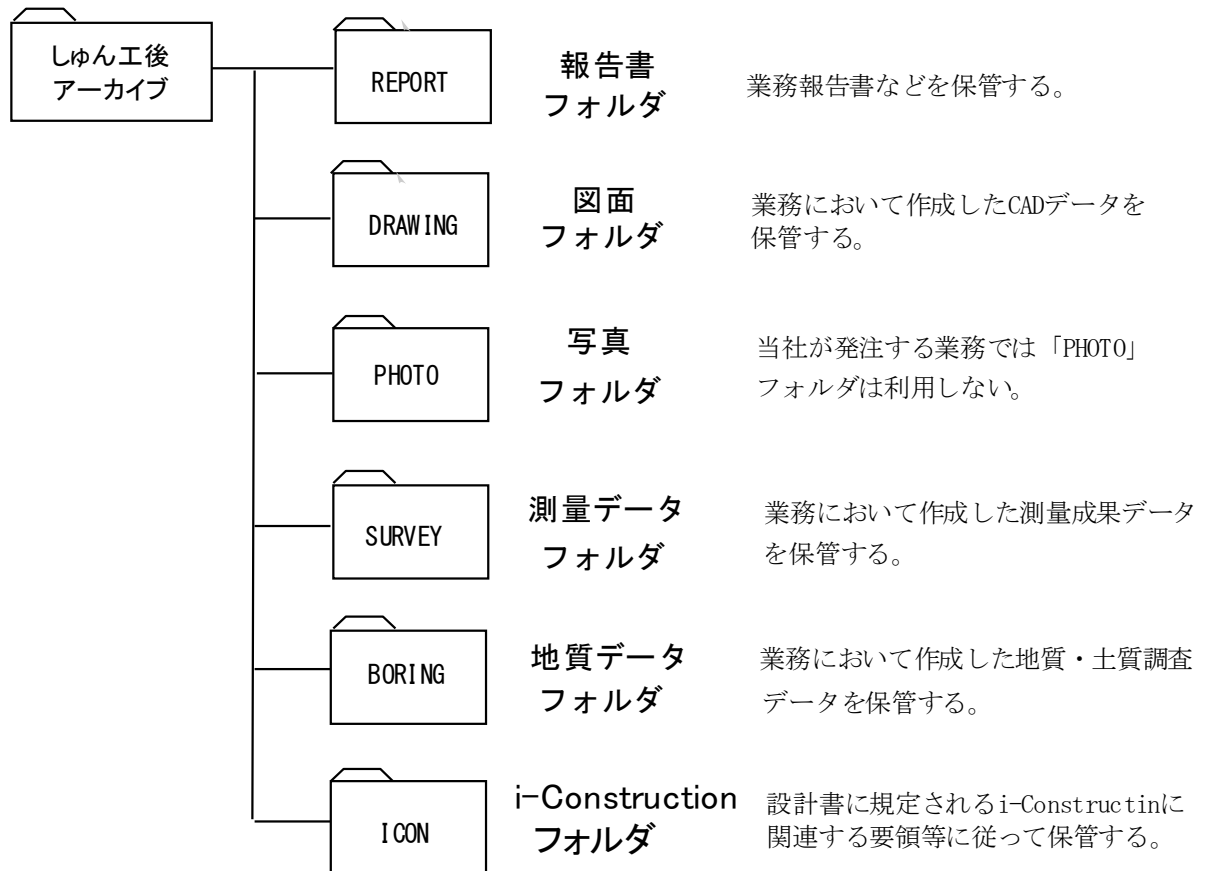 しゅん工後
アーカイブ
REPORT
報告書
フォルダ
業務報告書などを保管する。
DRAWING
図面
フォルダ
業務において作成したCADデータを
保管する。
PHOTO
写真
フォルダ
当社が発注する業務では「PHOTO」
フォルダは利用しない。
SURVEY
測量データ
フォルダ
業務において作成した測量成果データ
を保管する。
BORING
地質データ
フォルダ
業務において作成した地質・土質調査
データを保管する。
ICON
i-Construction
フォルダ
設計書に規定されるi-Constructinに
関連する要領等に従って保管する。